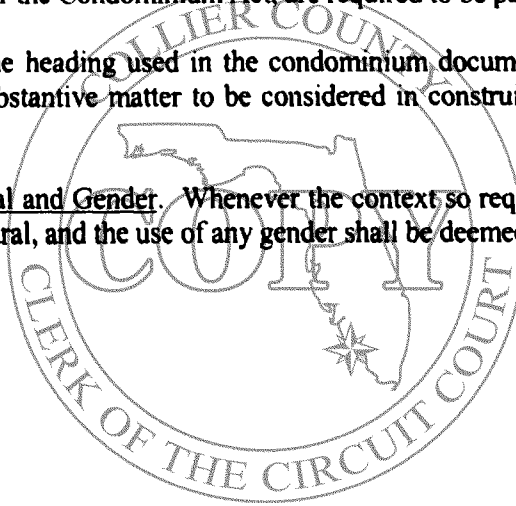 the Condominium Act, are required to be
heading used in the condominium docum
bstantive matter to be considered in construi
al and Gender. Whenever the context so req
ral, and the use of any gender shall be deemed
COLLIER COUNTY
COPY
CLERK OF THE CIRCUIT COURT